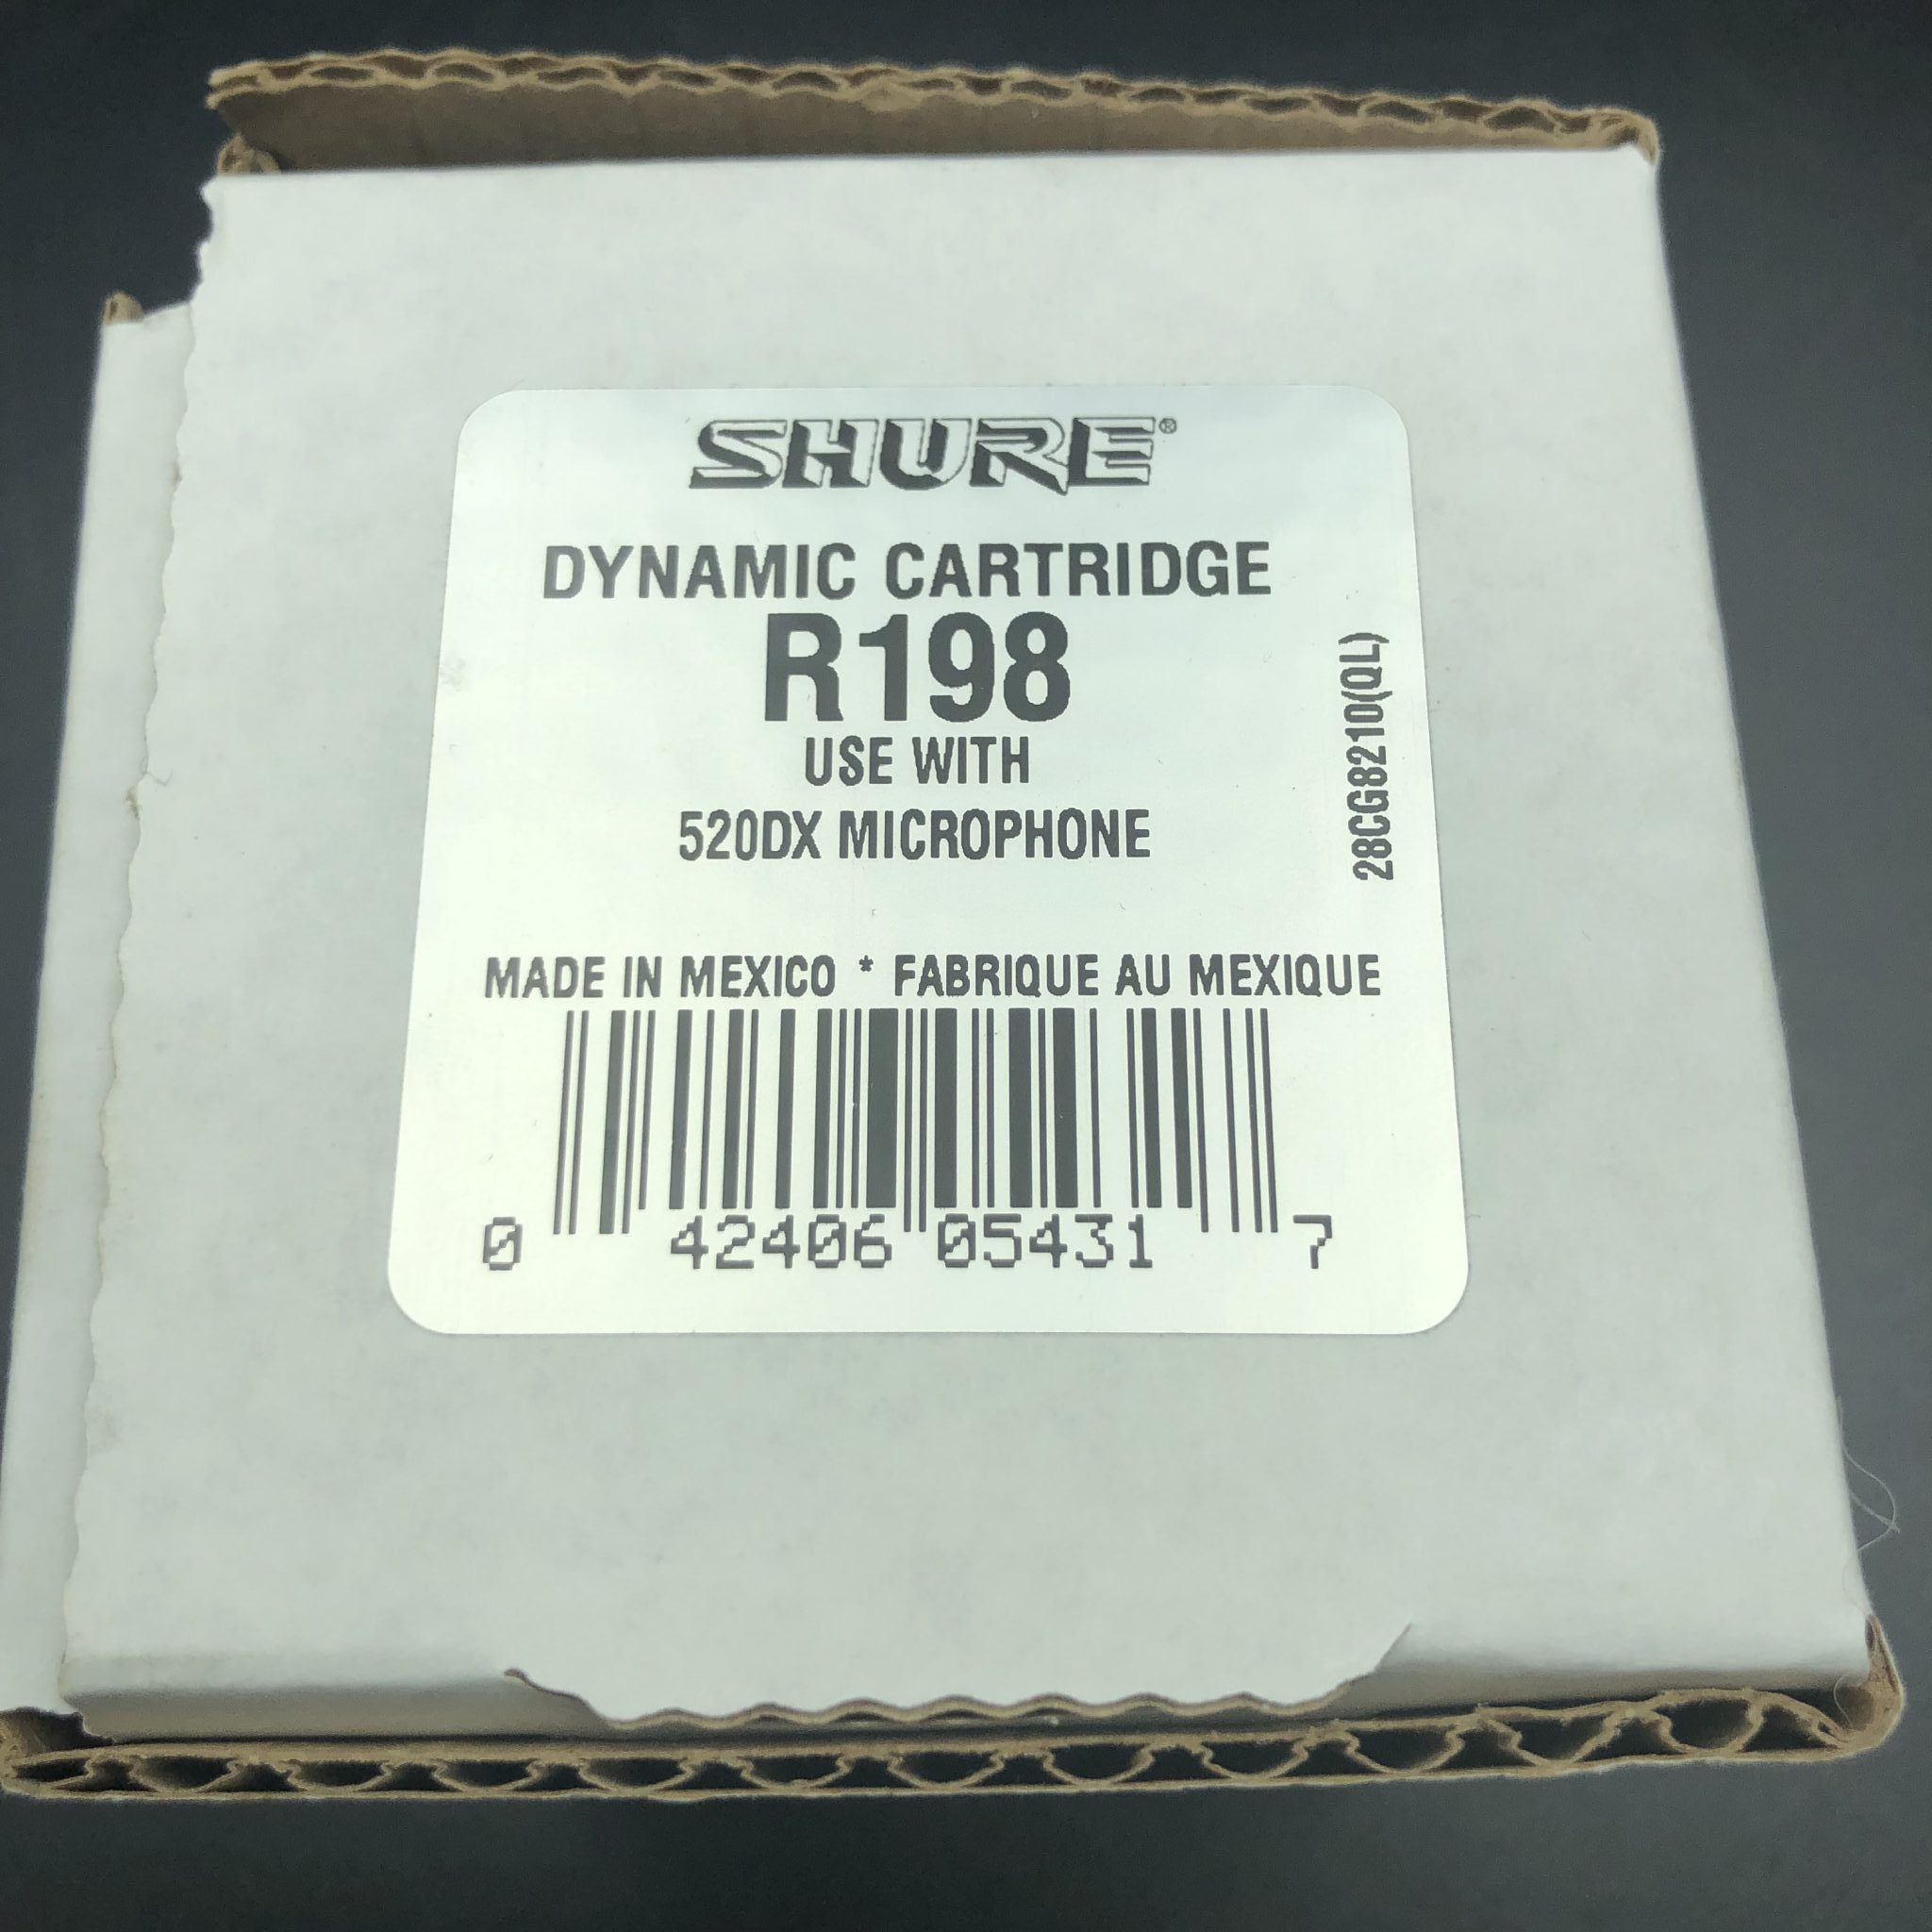 SHURE®
DYNAMIC CARTRIDGE
R198
USE WITH
520DX MICROPHONE
28CG8210(QL)
MADE IN MEXICO * FABRIQUE AU MEXIQUE
0 42406 05431 7